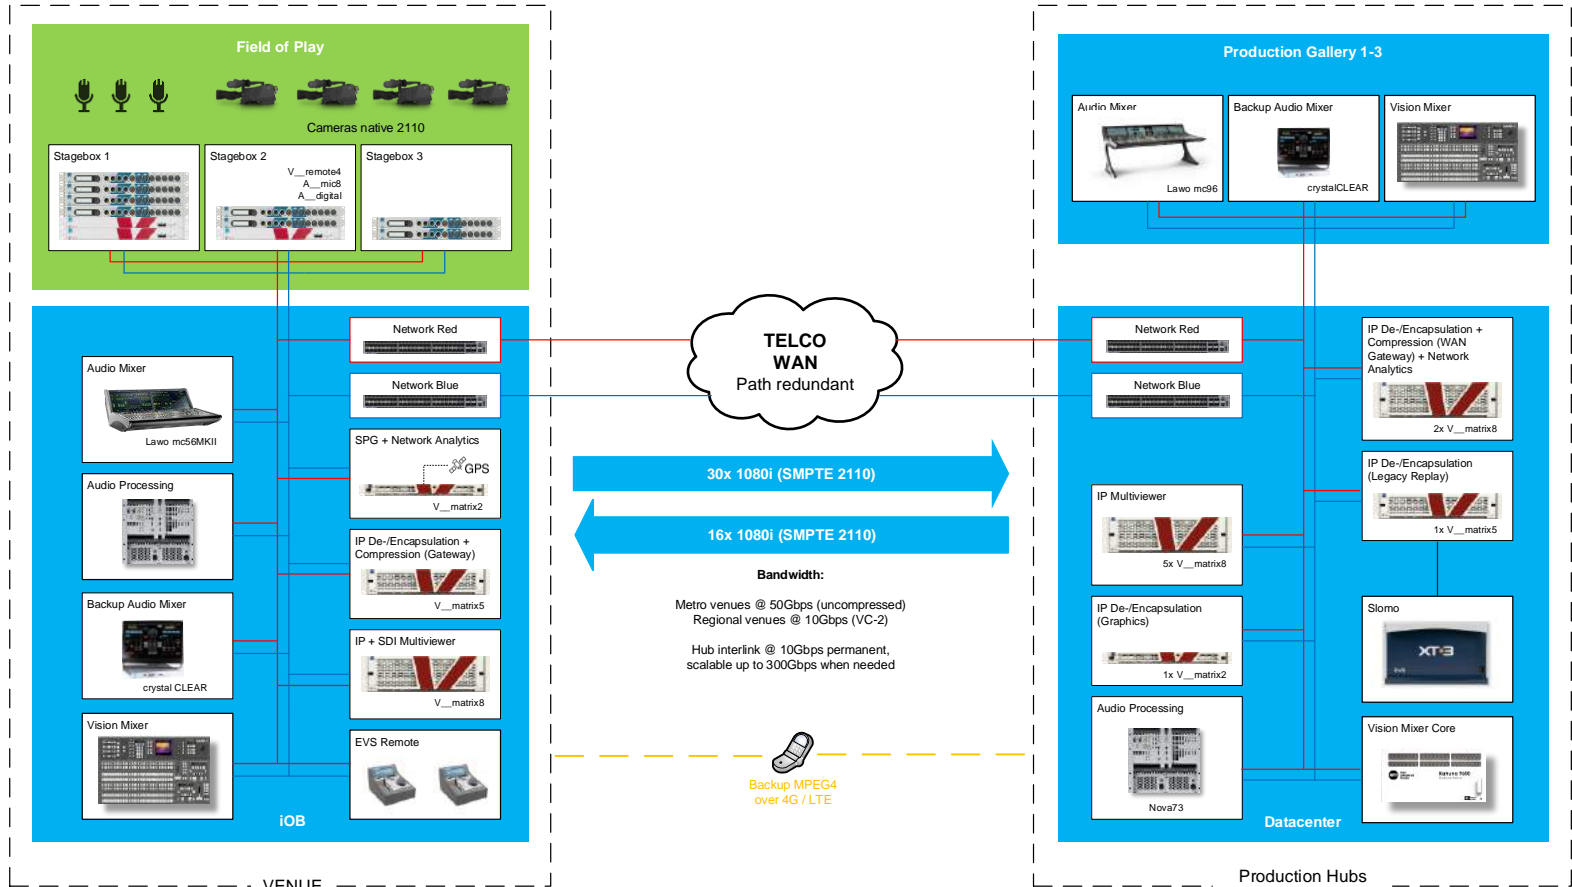 Field of Play
Cameras native 2110
Stagebox 1
Stagebox 2
V__remote4
A__mic8
A__digital
Stagebox 3
Network Red
Network Blue
Audio Mixer
Lawo mc56MKII
SPG + Network Analytics
GPS
V__matrix2
Audio Processing
IP De-/Encapsulation +
Compression (Gateway)
V__matrix5
Backup Audio Mixer
crystal CLEAR
IP + SDI Multiviewer
V__matrix8
Vision Mixer
EVS Remote
iOB
VENUE
TELCO
WAN
Path redundant
30x 1080i (SMPTE 2110)
16x 1080i (SMPTE 2110)
Bandwidth:
Metro venues @ 50Gbps (uncompressed)
Regional venues @ 10Gbps (VC-2)
Hub interlink @ 10Gbps permanent,
scalable up to 300Gbps when needed
Backup MPEG4
over 4G / LTE
Production Gallery 1-3
Audio Mixer
Lawo mc96
Backup Audio Mixer
crystalCLEAR
Vision Mixer
Network Red
Network Blue
IP De-/Encapsulation +
Compression (WAN
Gateway) + Network
Analytics
2x V__matrix8
IP De-/Encapsulation
(Legacy Replay)
1x V__matrix5
IP Multiviewer
5x V__matrix8
IP De-/Encapsulation
(Graphics)
1x V__matrix2
Slomo
XT3
Audio Processing
Nova73
Vision Mixer Core
Kahuna 9600
Datacenter
Production Hubs